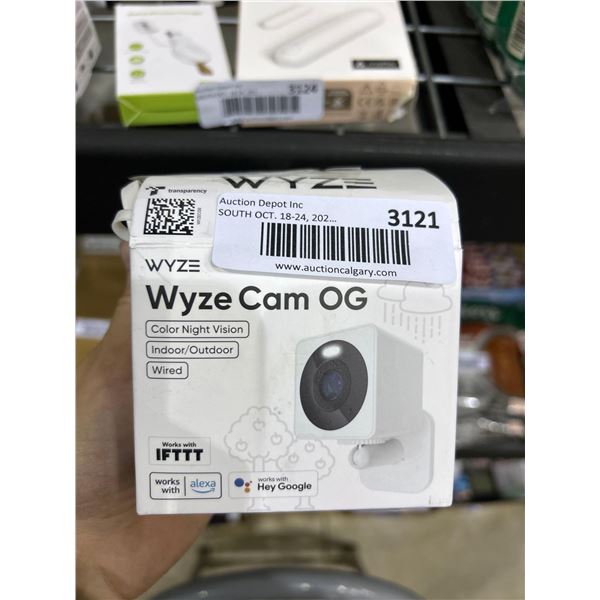 3124
WYZE
transparency
Auction Depot Inc
SOUTH OCT. 18-24, 202...
3121
www.auctioncalgary.com
WYZE
Wyze Cam OG
Color Night Vision
Indoor/Outdoor
Wired
Works with
IFTTT
works with
alexa
works with
Hey Google